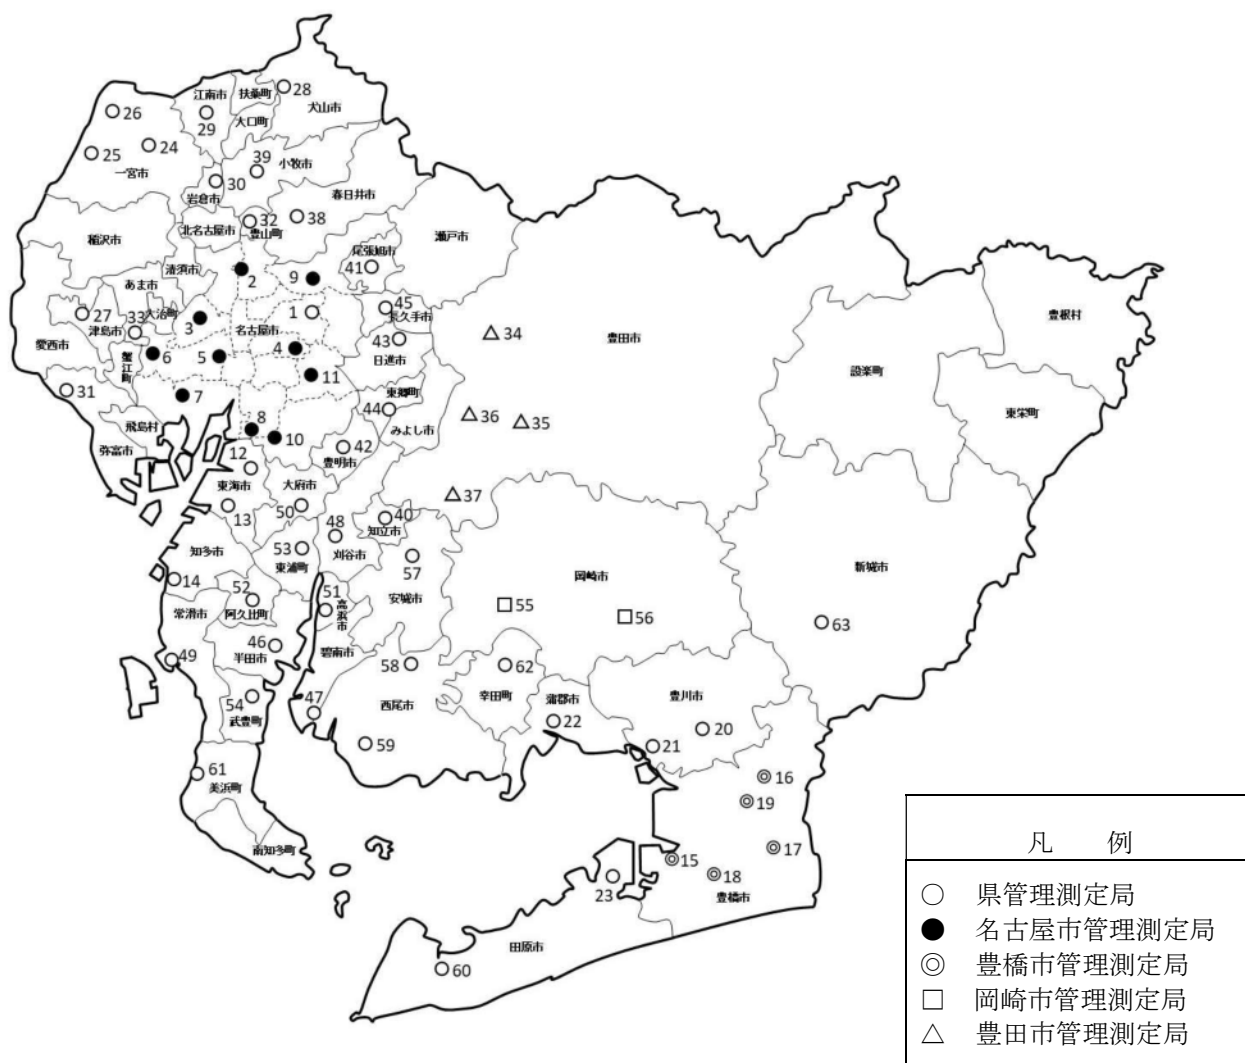 28
江南市
扶桑町
犬山市
26
29
大口町
24
25
39
小牧市
一宮市
30
岩倉市
春日井市
32
38
北名古屋市
豊山町
瀬戸市
稲沢市
尾張旭市
清須市
41
9
2
あま市
豊根村
27
大治町
1
45
長久手市
3
名古屋市
33
津島市
34
豊田市
愛西市
4
43
6
5
日進市
蟹江町
設楽町
11
31
7
東郷町
東栄町
44
36
35
飛島村
8
みよし市
10
42
弥富市
12
豊明市
東海市
大府市
37
13
50
48
40
知立市
知多市
53
刈谷市
東浦町
57
新城市
14
52
51
岡崎市
安城市
高浜市
55
常滑市
阿久比町
56
63
46
半田市
碧南市
49
58
62
54
47
西尾市
幸田町
蒲郡市
豊川市
武豊町
22
20
59
21
61
16
美浜町
19
17
南知多町
15
18
23
豊橋市
田原市
60
凡 例
○ 県管理測定局
● 名古屋市管理測定局
◎ 豊橋市管理測定局
□ 岡崎市管理測定局
△ 豊田市管理測定局